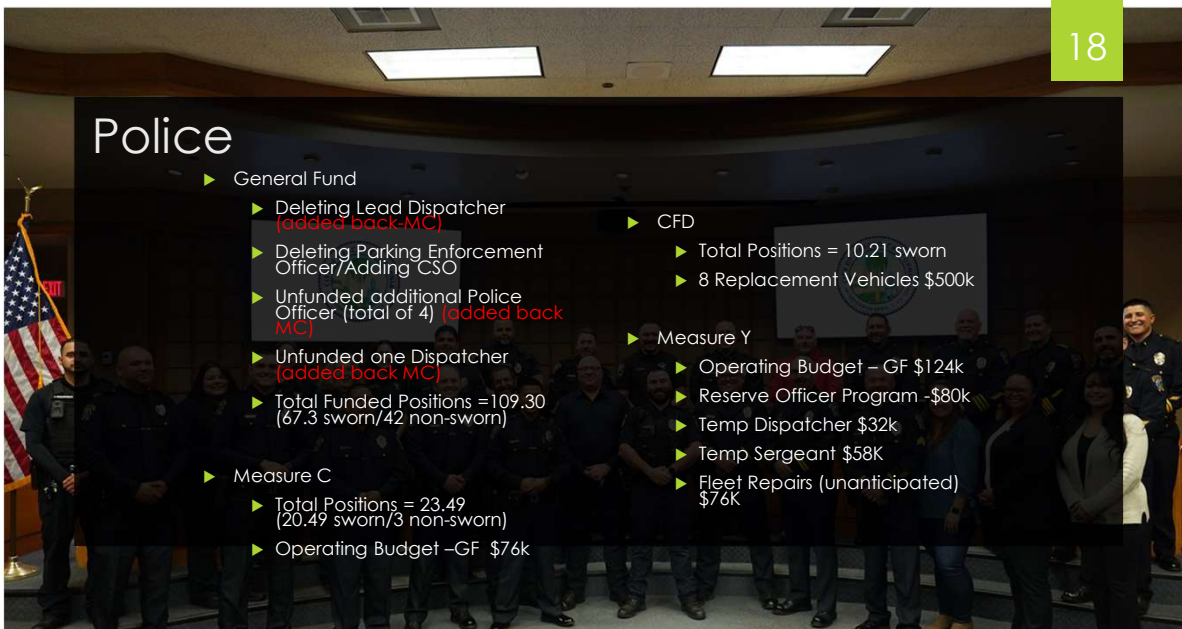 18
Police
General Fund
Deleting Lead Dispatcher
(added back-MC)
Deleting Parking Enforcement
Officer/Adding CSO
Unfunded additional Police
Officer (total of 4) (added back
MC)
Unfunded one Dispatcher
(added back MC)
Total Funded Positions =109.30
(67.3 sworn/42 non-sworn)
Measure C
Total Positions = 23.49
(20.49 sworn/3 non-sworn)
Operating Budget –GF $76k
CFD
Total Positions = 10.21 sworn
8 Replacement Vehicles $500k
Measure Y
Operating Budget – GF $124k
Reserve Officer Program -$80k
Temp Dispatcher $32k
Temp Sergeant $58K
Fleet Repairs (unanticipated)
$76K
EXIT